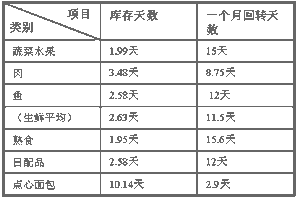 项目 库存天数 一个月回转天数
类别
蔬菜水果 1.99天 15天
肉 3.48天 8.75天
鱼 2.58天 12天
（生鲜平均） 2.63天 11.5天
熟食 1.95天 15.6天
日配品 2.58天 12天
点心面包 10.14天 2.9天